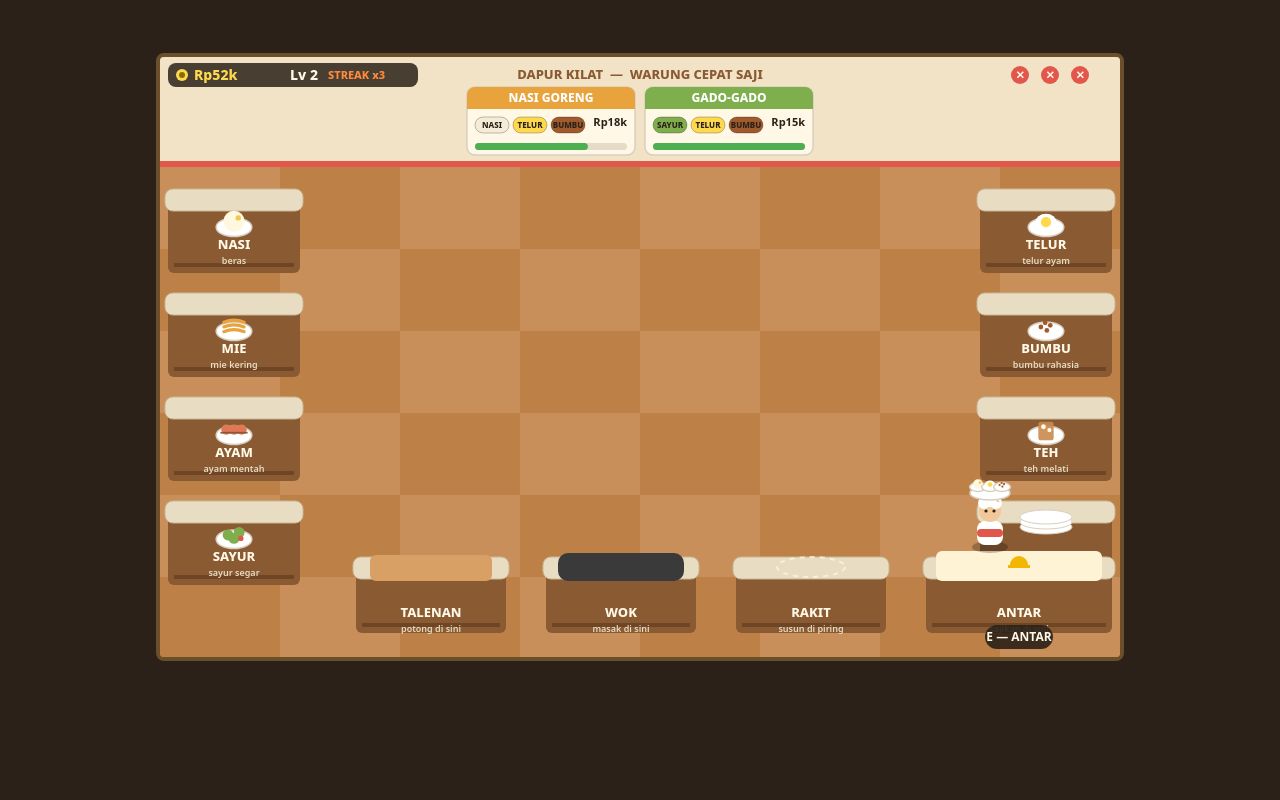 Rp52k Lv 2 STREAK x3
DAPUR KILAT — WARUNG CEPAT SAJI
NASI GORENG
NASI TELUR BUMBU Rp18k
GADO-GADO
SAYUR TELUR BUMBU Rp15k
NASI
beras
MIE
mie kering
AYAM
ayam mentah
SAYUR
sayur segar
TELUR
telur ayam
BUMBU
bumbu rahasia
TEH
teh melati
TALENAN
potong di sini
WOK
masak di sini
RAKIT
susun di piring
ANTAR
E — ANTAR